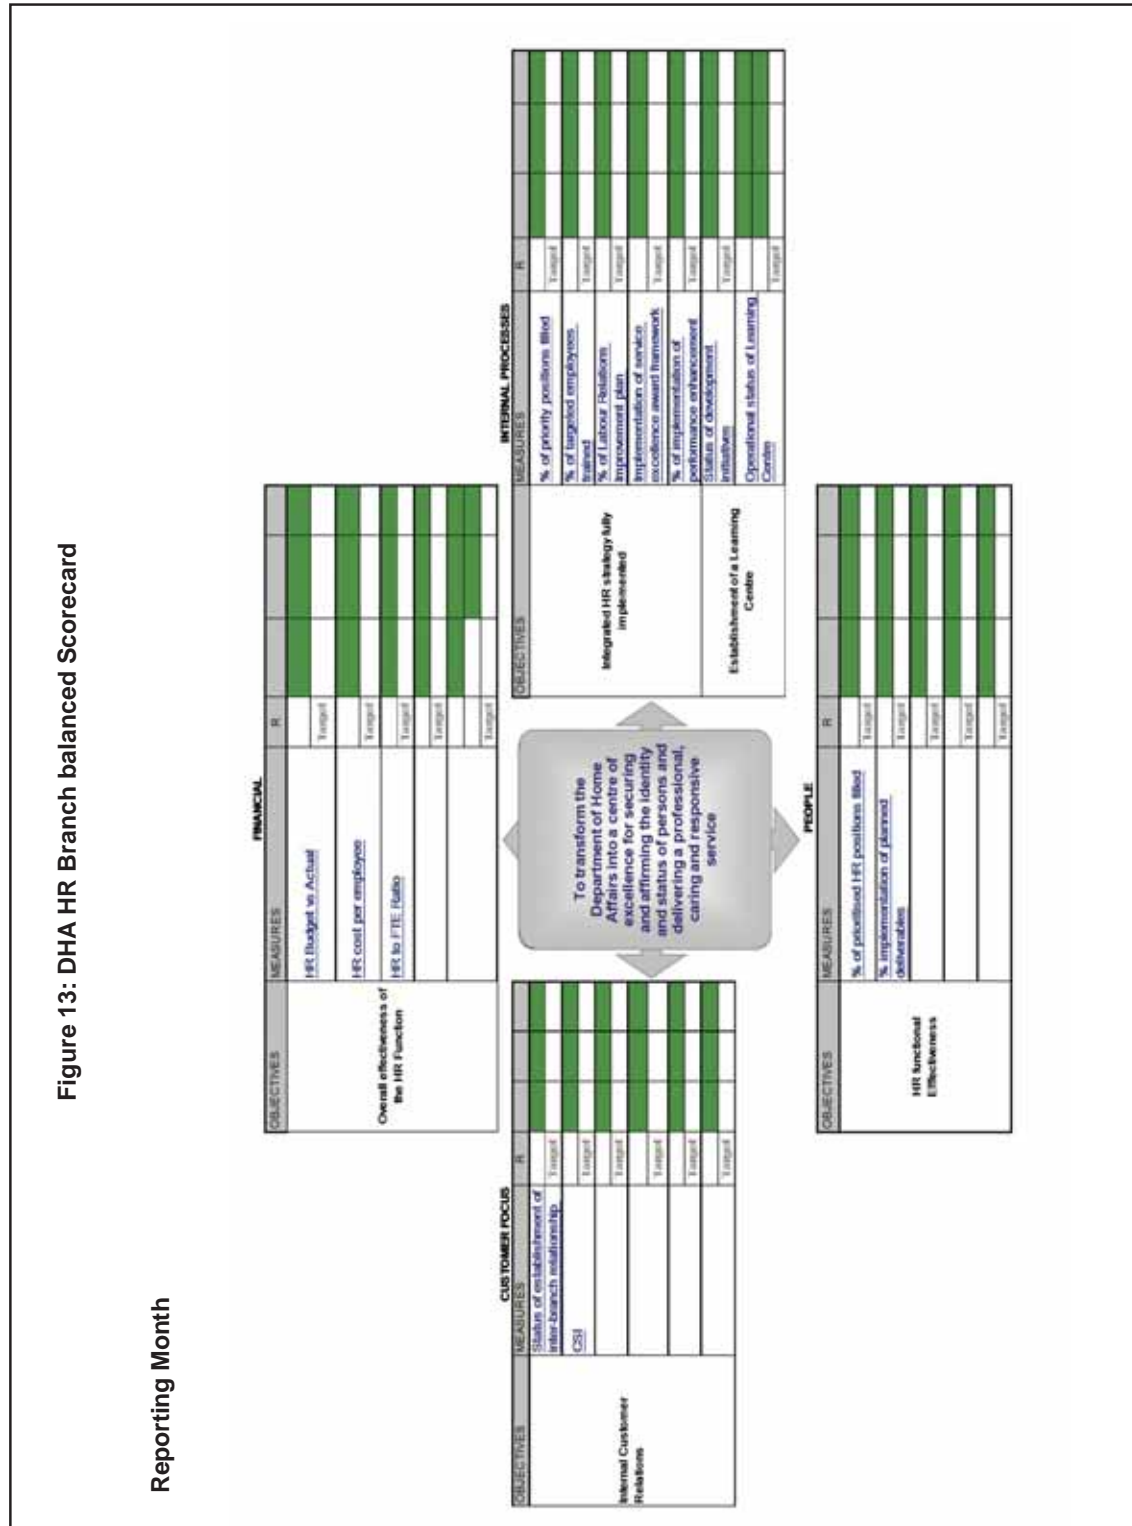 Figure 13: DHA HR Branch balanced Scorecard
Reporting Month
FINANCIAL
OBJECTIVES MEASURES R
Overall effectiveness of
the HR Function
HR Budget vs Actual
Target
HR cost per employee
Target
HR to FTE Ratio
Target
Target
Target
CUSTOMER FOCUS
OBJECTIVES MEASURES R
Internal Customer
Relations
Status of establishment of
inter-branch relationship
Target
CSI
Target
Target
Target
Target
Target
To transform the
Department of Home
Affairs into a centre of
excellence for securing
and affirming the identity
and status of persons and
delivering a professional,
caring and responsive
service
INTERNAL PROCESSES
OBJECTIVES MEASURES R
Integrated HR strategy fully
implemented
% of priority positions filled
Target
% of targeted employees
trained
Target
% of Labour Relations
Improvement plan
Target
Implementation of service
excellence award framework
Target
% of implementation of
performance enhancement
Target
Establishment of a Learning
Centre
Status of development
initiatives
Target
Operational status of Learning
Centre
Target
PEOPLE
OBJECTIVES MEASURES R
HR functional
Effectiveness
% of prioritised HR positions filled
Target
% implementation of planned
deliverables
Target
Target
Target
Target